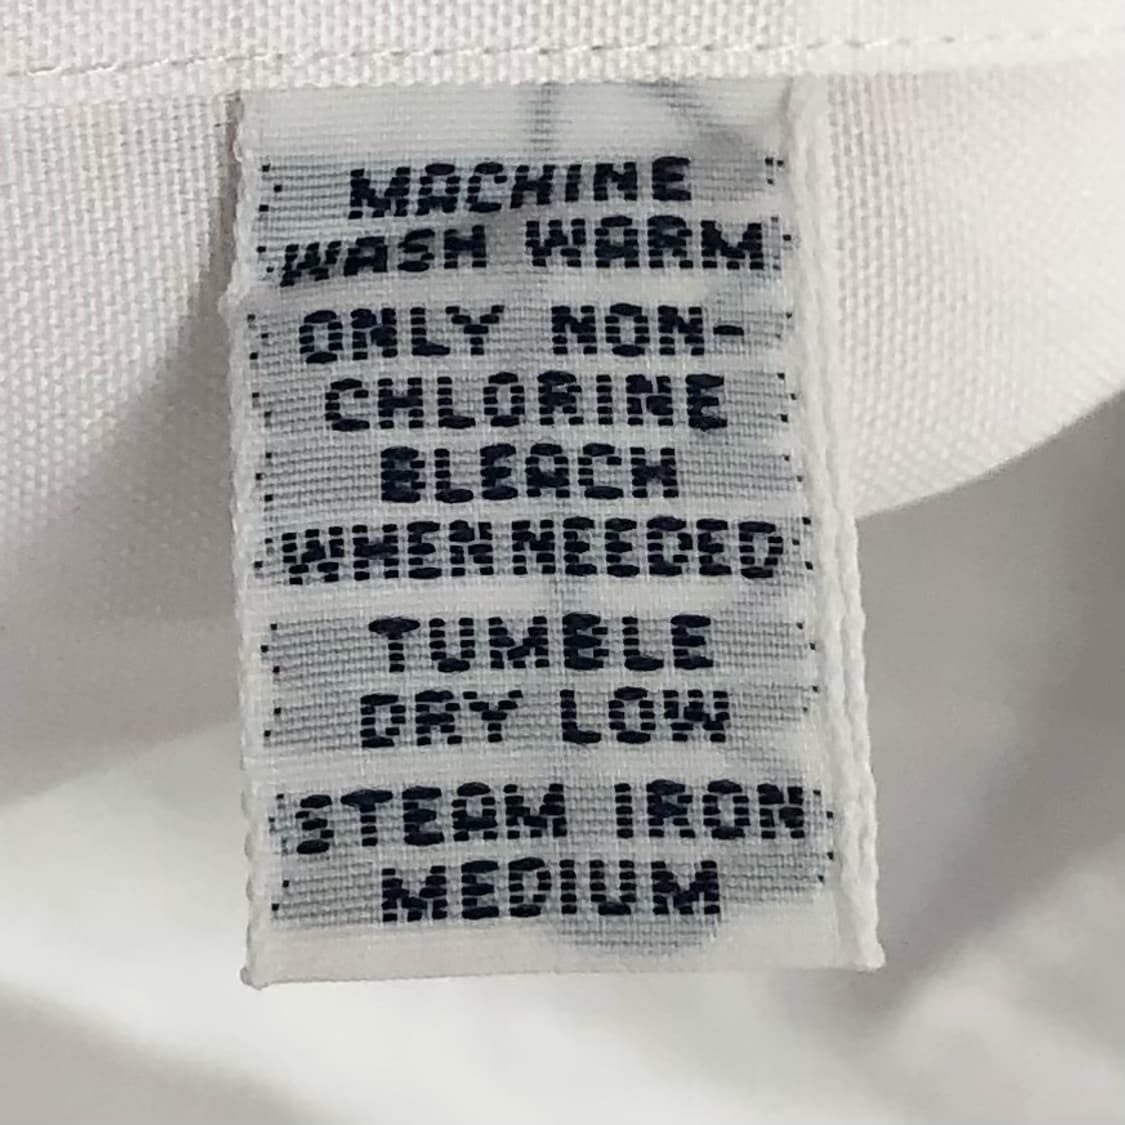 MACHINE
WASH WARM
ONLY NON-
CHLORINE
BLEACH
WHEN NEEDED
TUMBLE
DRY LOW
STEAM IRON
MEDIUM